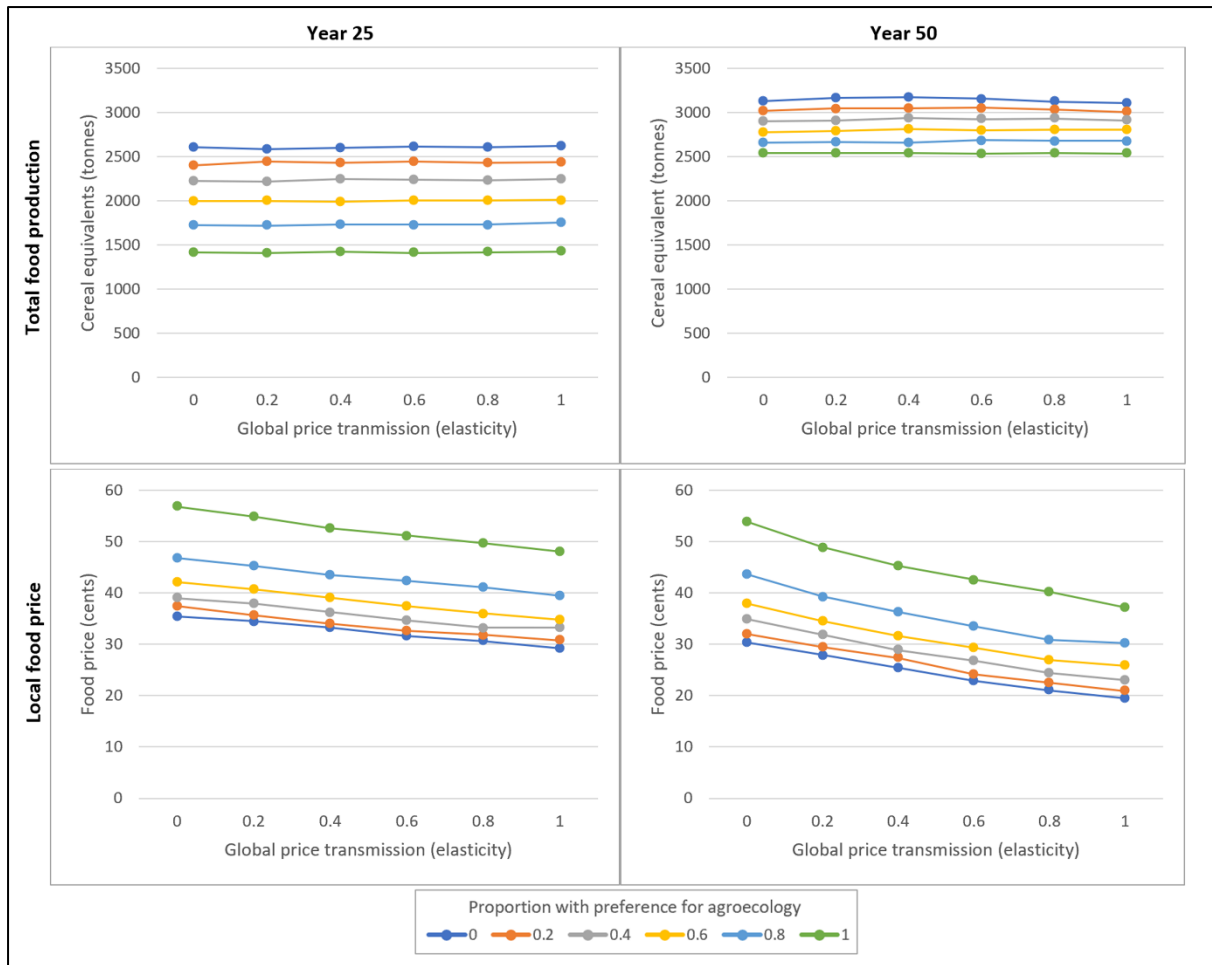 Year 25
Year 50
Total food production
Cereal equivalents (tonnes)
3500
3000
2500
2000
1500
1000
500
0
0 0.2 0.4 0.6 0.8 1
Global price tranmission (elasticity)
Cereal equivalent (tonnes)
3500
3000
2500
2000
1500
1000
500
0
0 0.2 0.4 0.6 0.8 1
Global price transmission (elasticity)
Local food price
Food price (cents)
60
50
40
30
20
10
0
0 0.2 0.4 0.6 0.8 1
Global price transmission (elasticity)
Food price (cents)
60
50
40
30
20
10
0
0 0.2 0.4 0.6 0.8 1
Global price transmission (elasticity)
Proportion with preference for agroecology
0 0.2 0.4 0.6 0.8 1